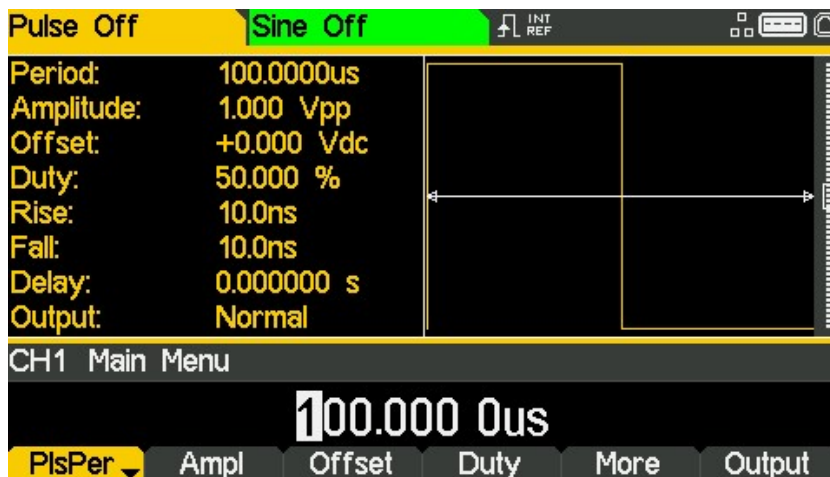 Pulse Off Sine Off INT REF
Period: 100.0000us
Amplitude: 1.000 Vpp
Offset: +0.000 Vdc
Duty: 50.000 %
Rise: 10.0ns
Fall: 10.0ns
Delay: 0.000000 s
Output: Normal
CH1 Main Menu
100.000 0us
PlsPer Ampl Offset Duty More Output